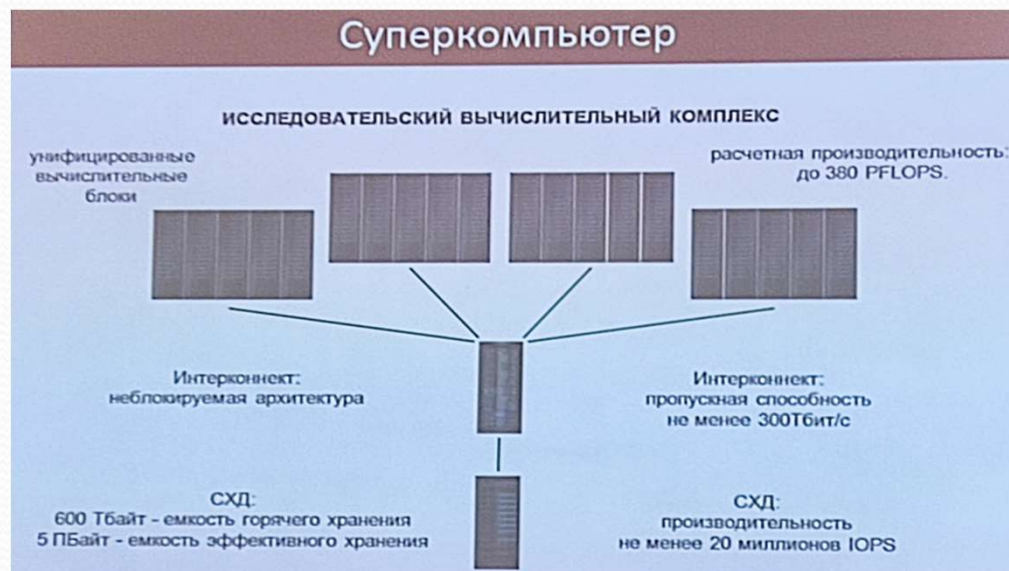 Суперкомпьютер
ИССЛЕДОВАТЕЛЬСКИЙ ВЫЧИСЛИТЕЛЬНЫЙ КОМПЛЕКС
унифицированные
вычислительные
блоки
расчетная производительность:
до 380 PFLOPS.
Интерконнект:
неблокируемая архитектура
Интерконнект:
пропускная способность
не менее 300Тбит/с
СХД:
600 Тбайт - емкость горячего хранения
5 ПБайт - емкость эффективного хранения
СХД:
производительность
не менее 20 миллионов IOPS